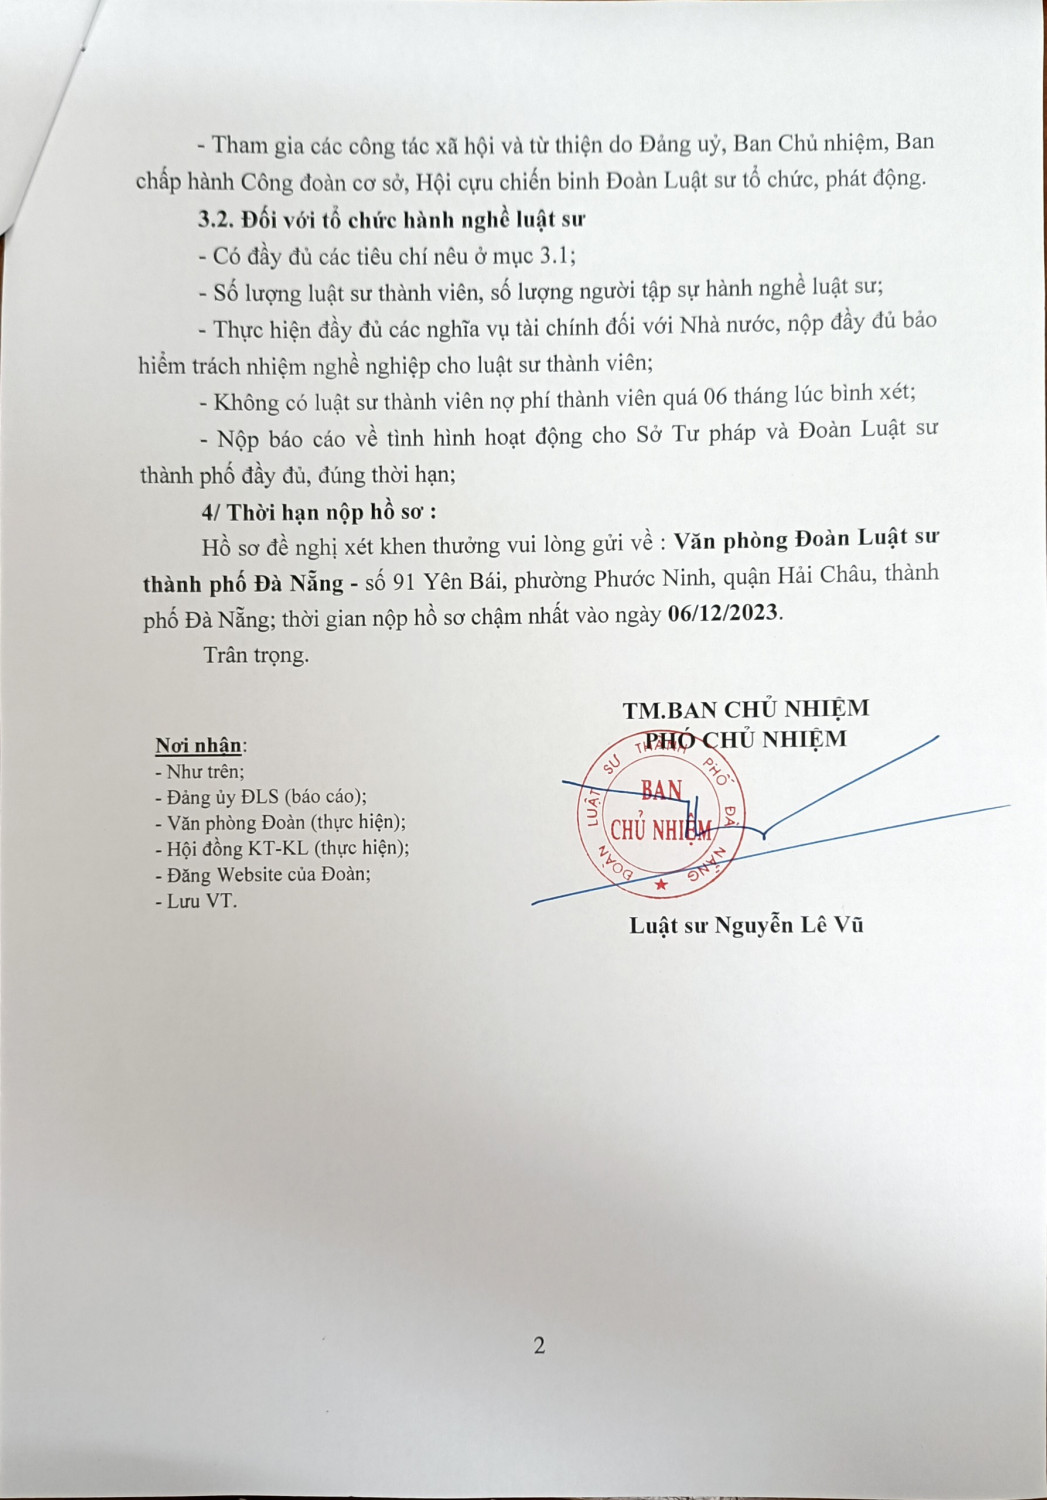 - Tham gia các công tác xã hội và từ thiện do Đảng uỷ, Ban Chủ nhiệm, Ban
chấp hành Công đoàn cơ sở, Hội cựu chiến binh Đoàn Luật sư tổ chức, phát động.
3.2. Đối với tổ chức hành nghề luật sư
- Có đầy đủ các tiêu chí nêu ở mục 3.1;
- Số lượng luật sư thành viên, số lượng người tập sự hành nghề luật sư;
- Thực hiện đầy đủ các nghĩa vụ tài chính đối với Nhà nước, nộp đầy đủ bảo
hiểm trách nhiệm nghề nghiệp cho luật sư thành viên;
- Không có luật sư thành viên nợ phí thành viên quá 06 tháng lúc bình xét;
- Nộp báo cáo về tình hình hoạt động cho Sở Tư pháp và Đoàn Luật sư
thành phố đầy đủ, đúng thời hạn;
4/ Thời hạn nộp hồ sơ :
Hồ sơ đề nghị xét khen thưởng vui lòng gửi về : Văn phòng Đoàn Luật sư
thành phố Đà Nẵng - số 91 Yên Bái, phường Phước Ninh, quận Hải Châu, thành
phố Đà Nẵng; thời gian nộp hồ sơ chậm nhất vào ngày 06/12/2023.
Trân trọng.
TM.BAN CHỦ NHIỆM
PHÓ CHỦ NHIỆM
ĐOÀN LUẬT SƯ THÀNH PHỐ ĐÀ NẴNG
BAN
CHỦ NHIỆM
Luật sư Nguyễn Lê Vũ
Nơi nhận:
- Như trên;
- Đảng ủy ĐLS (báo cáo);
- Văn phòng Đoàn (thực hiện);
- Hội đồng KT-KL (thực hiện);
- Đăng Website của Đoàn;
- Lưu VT.
2